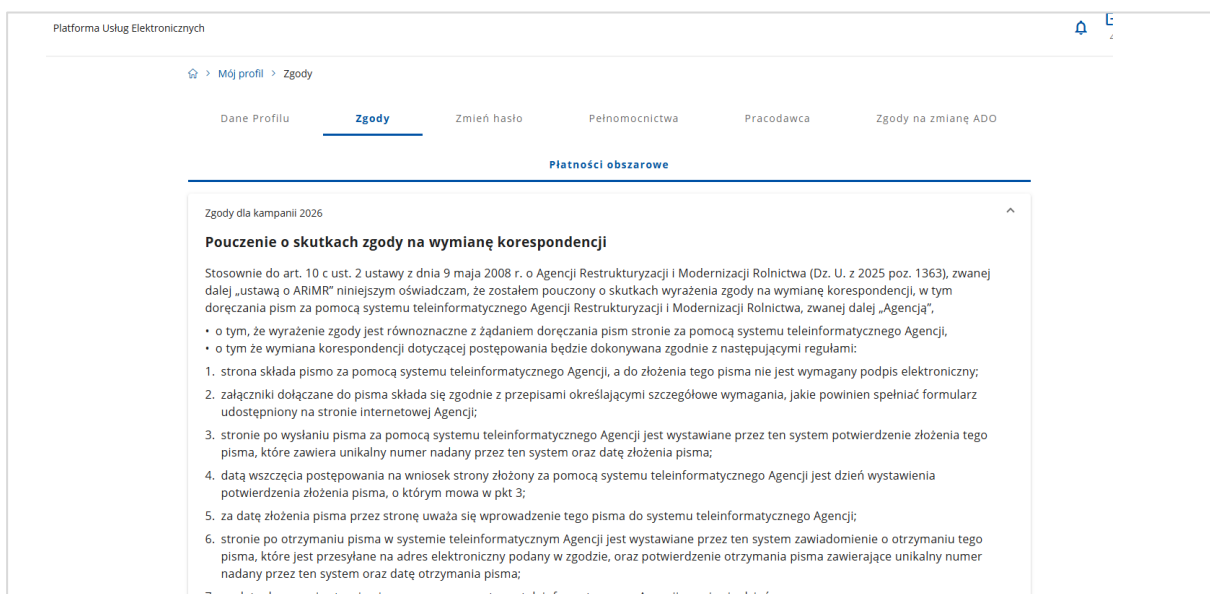 Platforma Usług Elektronicznych
Mój profil > Zgody
Dane Profilu Zgody Zmień hasło Pełnomocnictwa Pracodawca Zgody na zmianę ADO
Płatności obszarowe
Zgody dla kampanii 2026
Pouczenie o skutkach zgody na wymianę korespondencji
Stosownie do art. 10 c ust. 2 ustawy z dnia 9 maja 2008 r. o Agencji Restrukturyzacji i Modernizacji Rolnictwa (Dz. U. z 2025 poz. 1363), zwanej
dalej „ustawą o ARiMR” niniejszym oświadczam, że zostałem pouczony o skutkach wyrażenia zgody na wymianę korespondencji, w tym
doręczania pism za pomocą systemu teleinformatycznego Agencji Restrukturyzacji i Modernizacji Rolnictwa, zwanej dalej „Agencją”,
• o tym, że wyrażenie zgody jest równoznaczne z żądaniem doręczania pism stronie za pomocą systemu teleinformatycznego Agencji,
• o tym że wymiana korespondencji dotyczącej postępowania będzie dokonywana zgodnie z następującymi regułami:
1. strona składa pismo za pomocą systemu teleinformatycznego Agencji, a do złożenia tego pisma nie jest wymagany podpis elektroniczny;
2. załączniki dołączane do pisma składa się zgodnie z przepisami określającymi szczegółowe wymagania, jakie powinien spełniać formularz
udostępniony na stronie internetowej Agencji;
3. stronie po wysłaniu pisma za pomocą systemu teleinformatycznego Agencji jest wystawiane przez ten system potwierdzenie złożenia tego
pisma, które zawiera unikalny numer nadany przez ten system oraz datę złożenia pisma;
4. datą wszczęcia postępowania na wniosek strony złożony za pomocą systemu teleinformatycznego Agencji jest dzień wystawienia
potwierdzenia złożenia pisma, o którym mowa w pkt 3;
5. za datę złożenia pisma przez stronę uważa się wprowadzenie tego pisma do systemu teleinformatycznego Agencji;
6. stronie po otrzymaniu pisma w systemie teleinformatycznym Agencji jest wystawiane przez ten system zawiadomienie o otrzymaniu tego
pisma, które jest przesyłane na adres elektroniczny podany w zgodzie, oraz potwierdzenie otrzymania pisma zawierające unikalny numer
nadany przez ten system oraz datę otrzymania pisma;